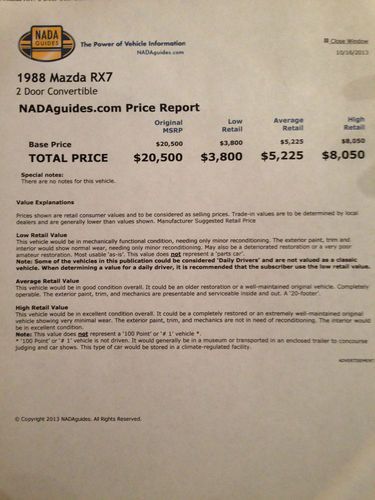 NADA
GUIDES
The Power of Vehicle Information
NADAguides.com
Close Window
10/16/2013
1988 Mazda RX7
2 Door Convertible
NADAguides.com Price Report
Original MSRP Low Retail Average Retail High Retail
Base Price $20,500 $3,800 $5,225 $8,050
TOTAL PRICE $20,500 $3,800 $5,225 $8,050
Special notes:
There are no notes for this vehicle.
Value Explanations
Prices shown are retail consumer values and to be considered as selling prices. Trade-in values are to be determined by local
dealers and are generally lower than values shown. Manufacturer Suggested Retail Price
Low Retail Value
This vehicle would be in mechanically functional condition, needing only minor reconditioning. The exterior paint, trim and
interior would show normal wear, needing only minor reconditioning. May also be a deteriorated restoration or a very poor
amateur restoration. Most usable 'as-is'. This value does not represent a 'parts car'.
Note: Some of the vehicles in this publication could be considered 'Daily Drivers' and are not valued as a classic
vehicle. When determining a value for a daily driver, it is recommended that the subscriber use the low retail value.
Average Retail Value
This vehicle would be in good condition overall. It could be an older restoration or a well-maintained original vehicle. Completely
operable. The exterior paint, trim, and mechanics are presentable and serviceable inside and out. A '20-footer'.
High Retail Value
This vehicle would be in excellent condition overall. It could be a completely restored or an extremely well-maintained original
vehicle showing very minimal wear. The exterior paint, trim, and mechanics are not in need of reconditioning. The interior would
be in excellent condition.
Note: This value does not represent a '100 Point' or '# 1' vehicle *.
* '100 Point' or '# 1' vehicle is not driven. It would generally be in a museum or transported in an enclosed trailer to concourse
judging and car shows. This type of car would be stored in a climate-regulated facility.
ADVERTISEMENT
© Copyright 2013 NADAguides. All Rights Reserved.